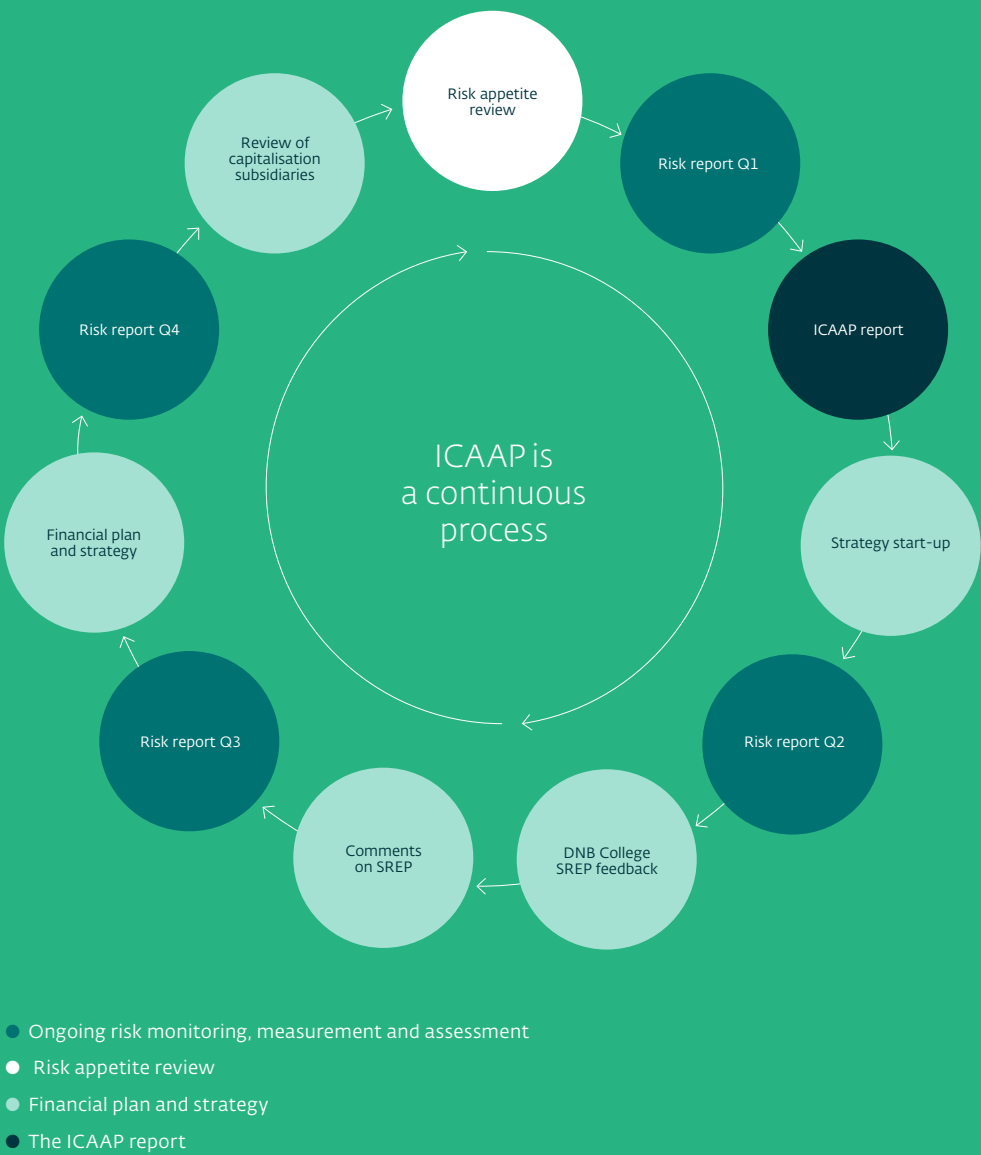 Risk appetite
review
Risk report Q1
ICAAP report
Strategy start-up
Risk report Q2
DNB College
SREP feedback
Comments
on SREP
Risk report Q3
Financial plan
and strategy
Risk report Q4
Review of
capitalisation
subsidiaries
ICAAP is
a continuous
process
Ongoing risk monitoring, measurement and assessment
Risk appetite review
Financial plan and strategy
The ICAAP report